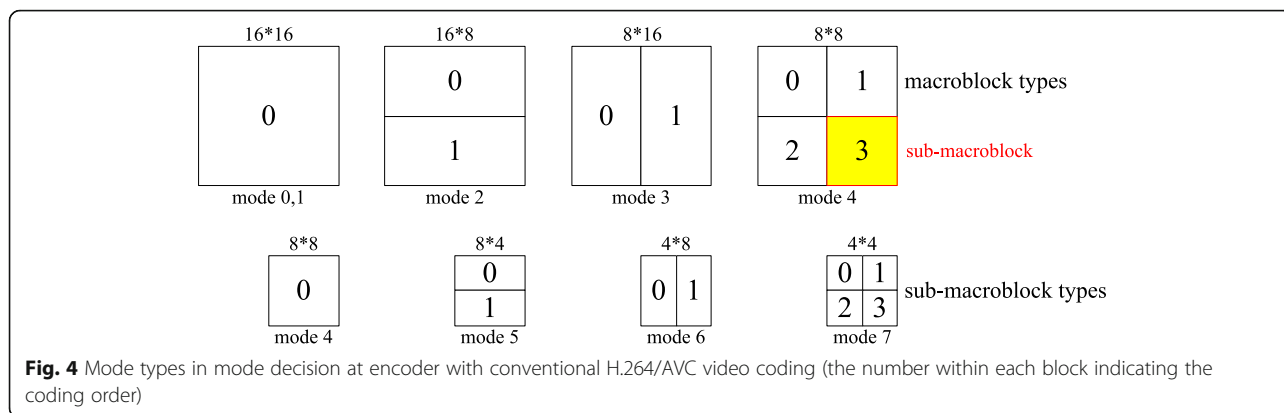 16*16 16*8 8*16 8*8
0 0 0 1 0 1 macroblock types
1 2 3 sub-macroblock
mode 0,1 mode 2 mode 3 mode 4
8*8 8*4 4*8 4*4
0 0 0 1 0 1 sub-macroblock types
1 2 3
mode 4 mode 5 mode 6 mode 7
Fig. 4 Mode types in mode decision at encoder with conventional H.264/AVC video coding (the number within each block indicating the
coding order)